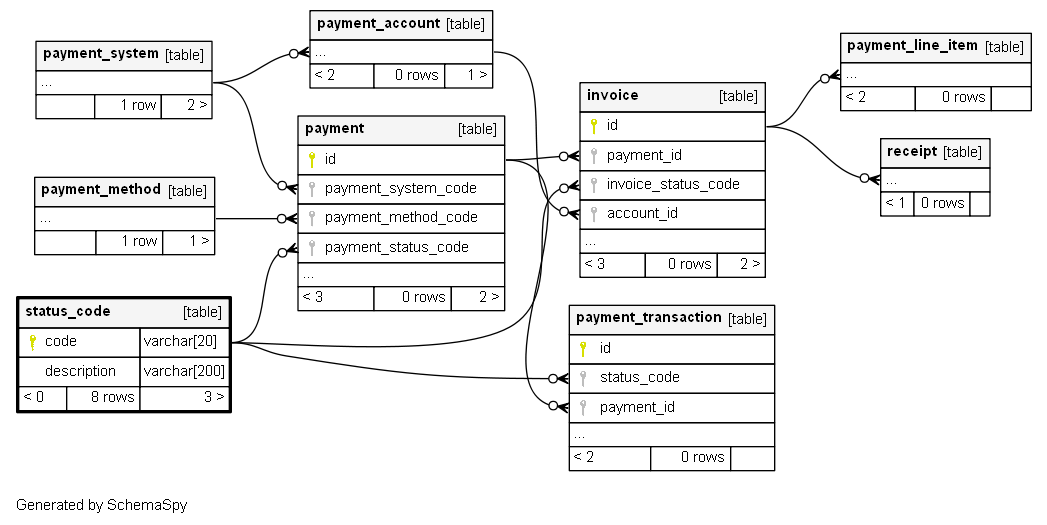 payment_system [table]
...
1 row 2 >
payment_method [table]
...
1 row 1 >
status_code [table]
code varchar[20]
description varchar[200]
< 0 8 rows 3 >
payment_account [table]
...
< 2 0 rows 1 >
payment [table]
id
payment_system_code
payment_method_code
payment_status_code
...
< 3 0 rows 2 >
invoice [table]
id
payment_id
invoice_status_code
account_id
...
< 3 0 rows 2 >
payment_transaction [table]
id
status_code
payment_id
...
< 2 0 rows
payment_line_item [table]
...
< 2 0 rows
receipt [table]
...
< 1 0 rows
Generated by SchemaSpy